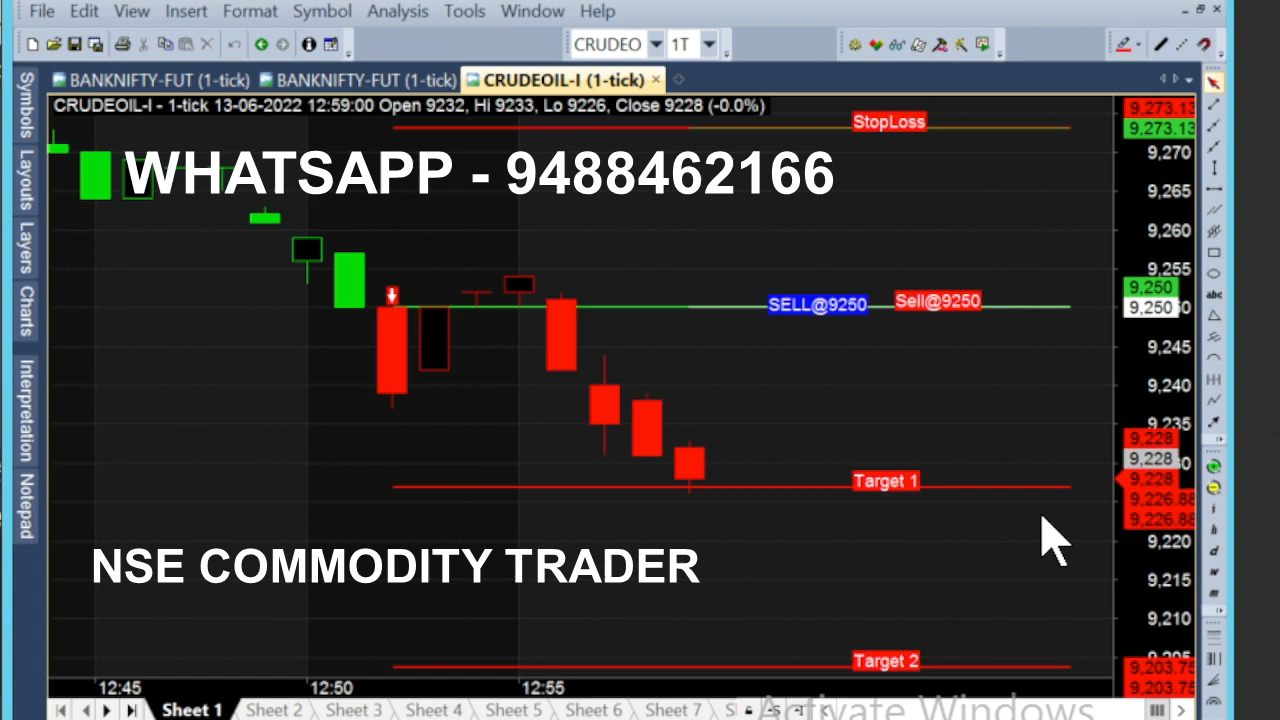 File Edit View Insert Format Symbol Analysis Tools Window Help
CRUDEO 1T
BANKNIFTY-FUT (1-tick) BANKNIFTY-FUT (1-tick) CRUDEOIL-I (1-tick)
CRUDEOIL-I - 1-tick 13-06-2022 12:59:00 Open 9232, Hi 9233, Lo 9226, Close 9228 (-0.0%)
Symbols
Layouts
Layers
Charts
Interpretation
Notepad
StopLoss
9,273.13
9,273.13
WHATSAPP - 9488462166
9,270
9,265
9,260
9,255
9,250
SELL@9250 Sell@9250
9,250
9,245
9,240
9,235
9,228
9,228
9,228
Target 1
9,226.88
9,226.88
9,220
9,215
9,210
NSE COMMODITY TRADER
Target 2
9,203.75
9,203.75
abc
i
h
d
w
m
12:45 12:50 12:55
Sheet 1 Sheet 2 Sheet 3 Sheet 4 Sheet 5 Sheet 6 Sheet 7
Activate Windows